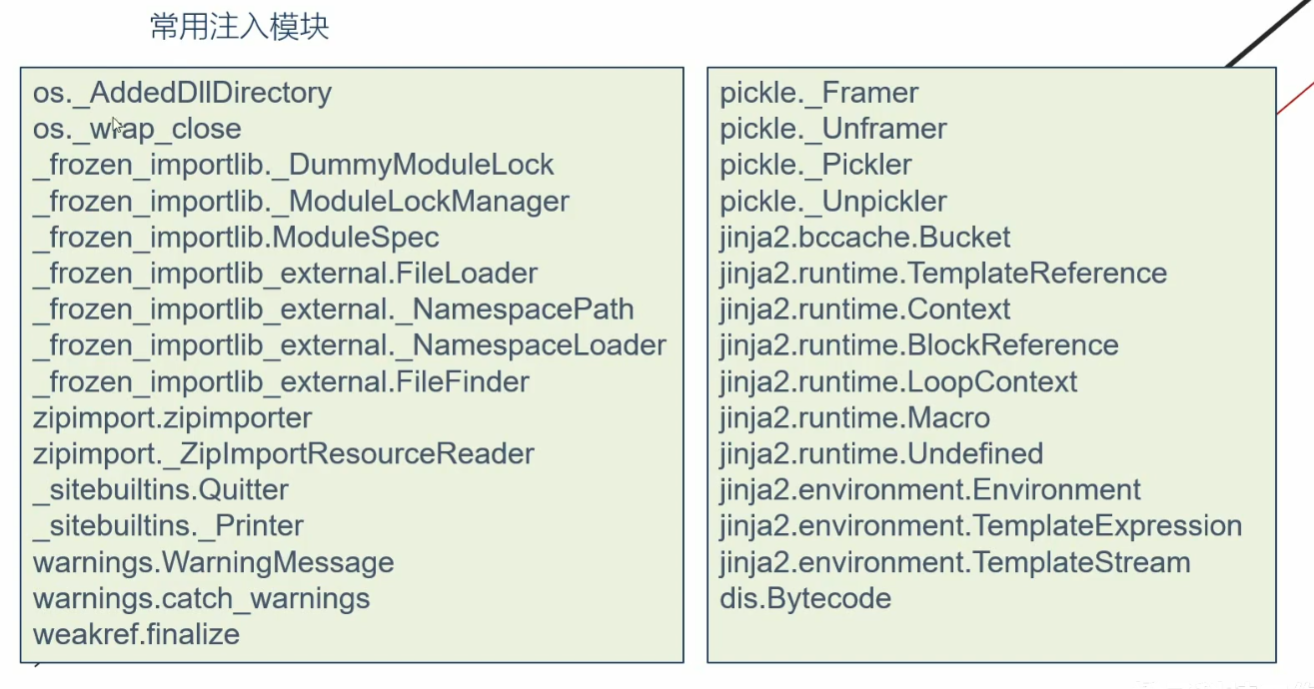 常用注入模块
os._AddedDllDirectory
os._wrap_close
_frozen_importlib._DummyModuleLock
_frozen_importlib._ModuleLockManager
_frozen_importlib.ModuleSpec
_frozen_importlib_external.FileLoader
_frozen_importlib_external._NamespacePath
_frozen_importlib_external._NamespaceLoader
_frozen_importlib_external.FileFinder
zipimport.zipimporter
zipimport._ZipImportResourceReader
_sitebuiltins.Quitter
_sitebuiltins._Printer
warnings.WarningMessage
warnings.catch_warnings
weakref.finalize
pickle._Framer
pickle._Unframer
pickle._Pickler
pickle._Unpickler
jinja2.bccache.Bucket
jinja2.runtime.TemplateReference
jinja2.runtime.Context
jinja2.runtime.BlockReference
jinja2.runtime.LoopContext
jinja2.runtime.Macro
jinja2.runtime.Undefined
jinja2.environment.Environment
jinja2.environment.TemplateExpression
jinja2.environment.TemplateStream
dis.Bytecode